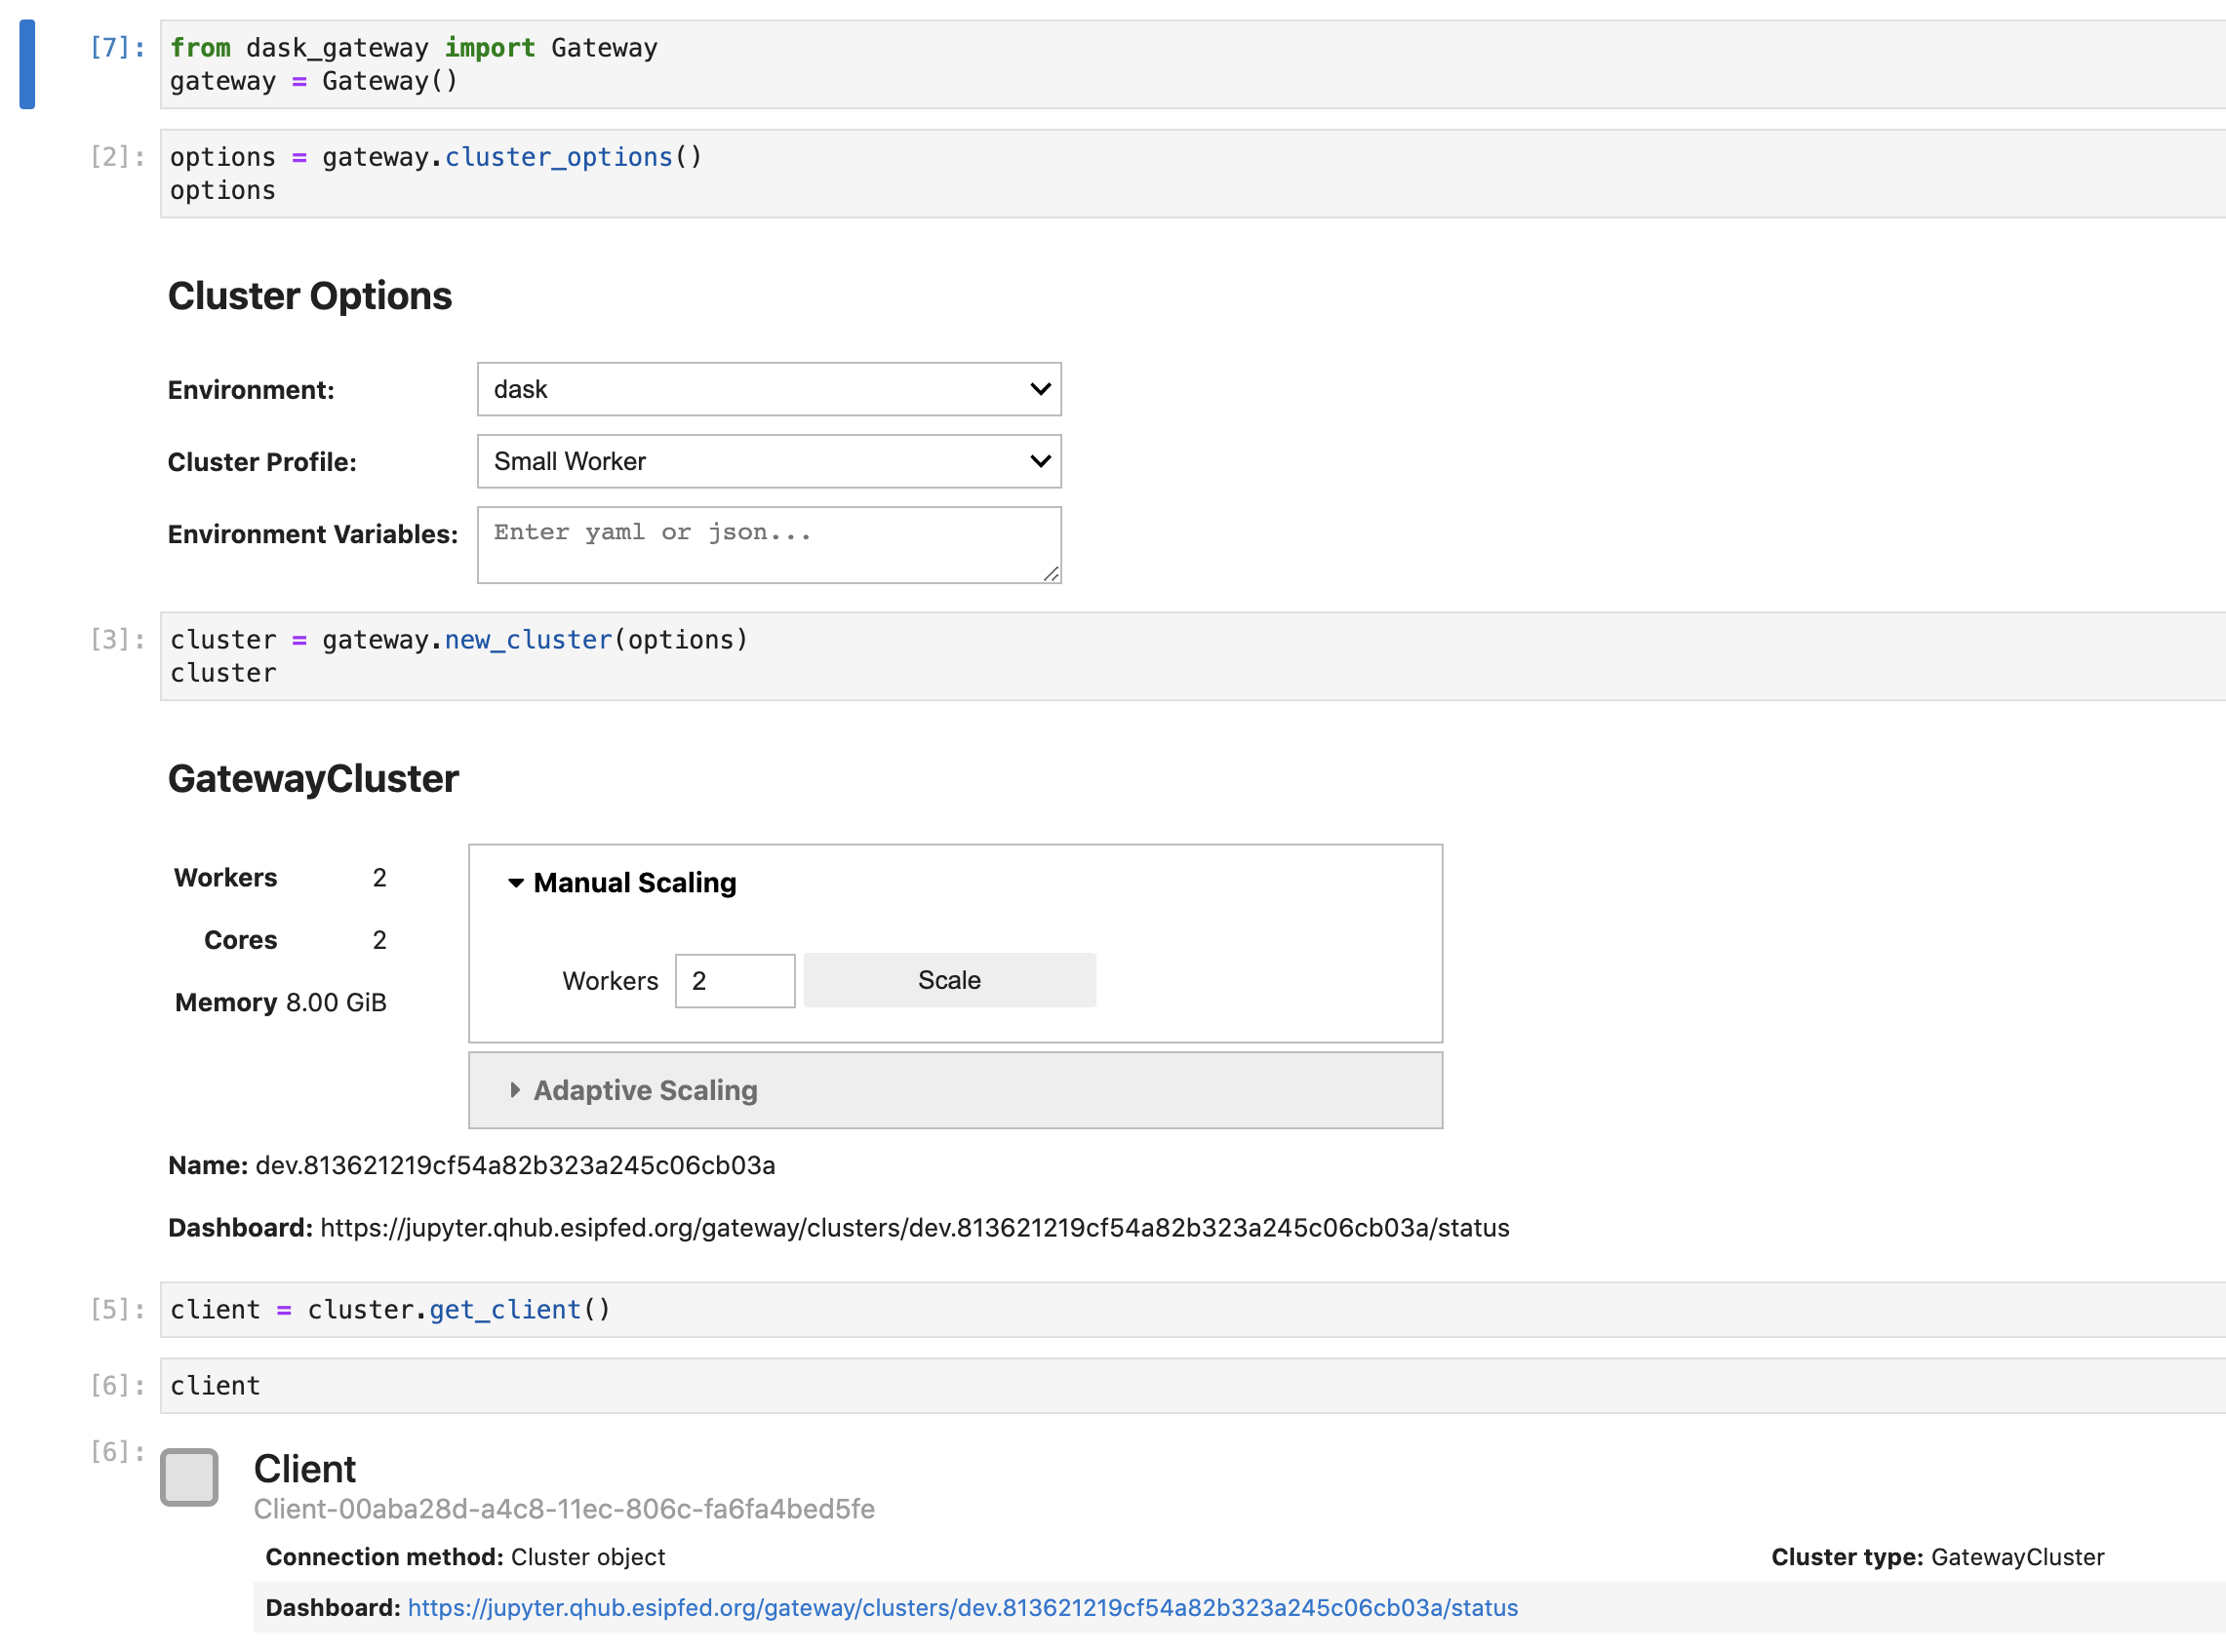 [7]: from dask_gateway import Gateway
gateway = Gateway()
[2]: options = gateway.cluster_options()
options
Cluster Options
Environment: dask
Cluster Profile: Small Worker
Environment Variables: Enter yaml or json...
[3]: cluster = gateway.new_cluster(options)
cluster
GatewayCluster
Workers 2
Cores 2
Memory 8.00 GiB
Manual Scaling
Workers 2 Scale
Adaptive Scaling
Name: dev.813621219cf54a82b323a245c06cb03a
Dashboard: https://jupyter.qhub.esipfed.org/gateway/clusters/dev.813621219cf54a82b323a245c06cb03a/status
[5]: client = cluster.get_client()
[6]: client
[6]: Client
Client-00aba28d-a4c8-11ec-806c-fa6fa4bed5fe
Connection method: Cluster object Cluster type: GatewayCluster
Dashboard: https://jupyter.qhub.esipfed.org/gateway/clusters/dev.813621219cf54a82b323a245c06cb03a/status